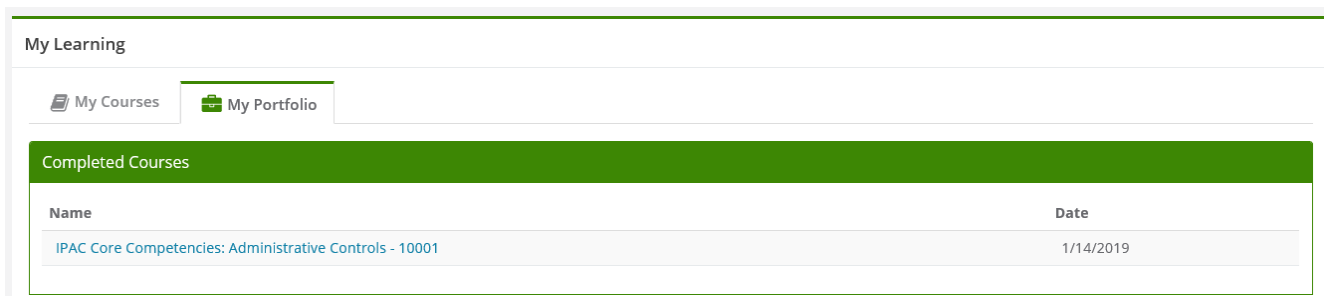 My Learning
My Courses My Portfolio
Completed Courses
Name Date
IPAC Core Competencies: Administrative Controls - 10001 1/14/2019